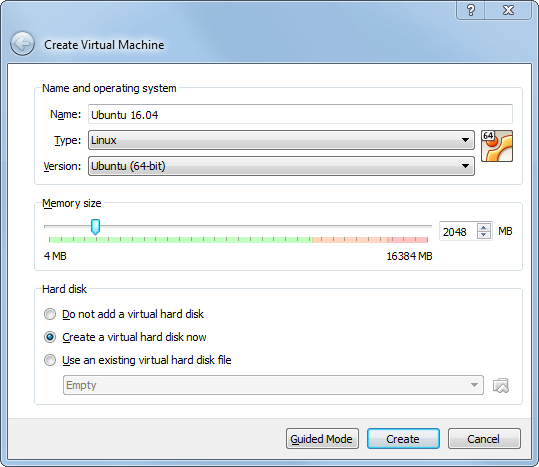 ? X
Create Virtual Machine
Name and operating system
Name: Ubuntu 16.04
Type: Linux
64
Version: Ubuntu (64-bit)
Memory size
2048 MB
4 MB 16384 MB
Hard disk
Do not add a virtual hard disk
Create a virtual hard disk now
Use an existing virtual hard disk file
Empty
Guided Mode Create Cancel